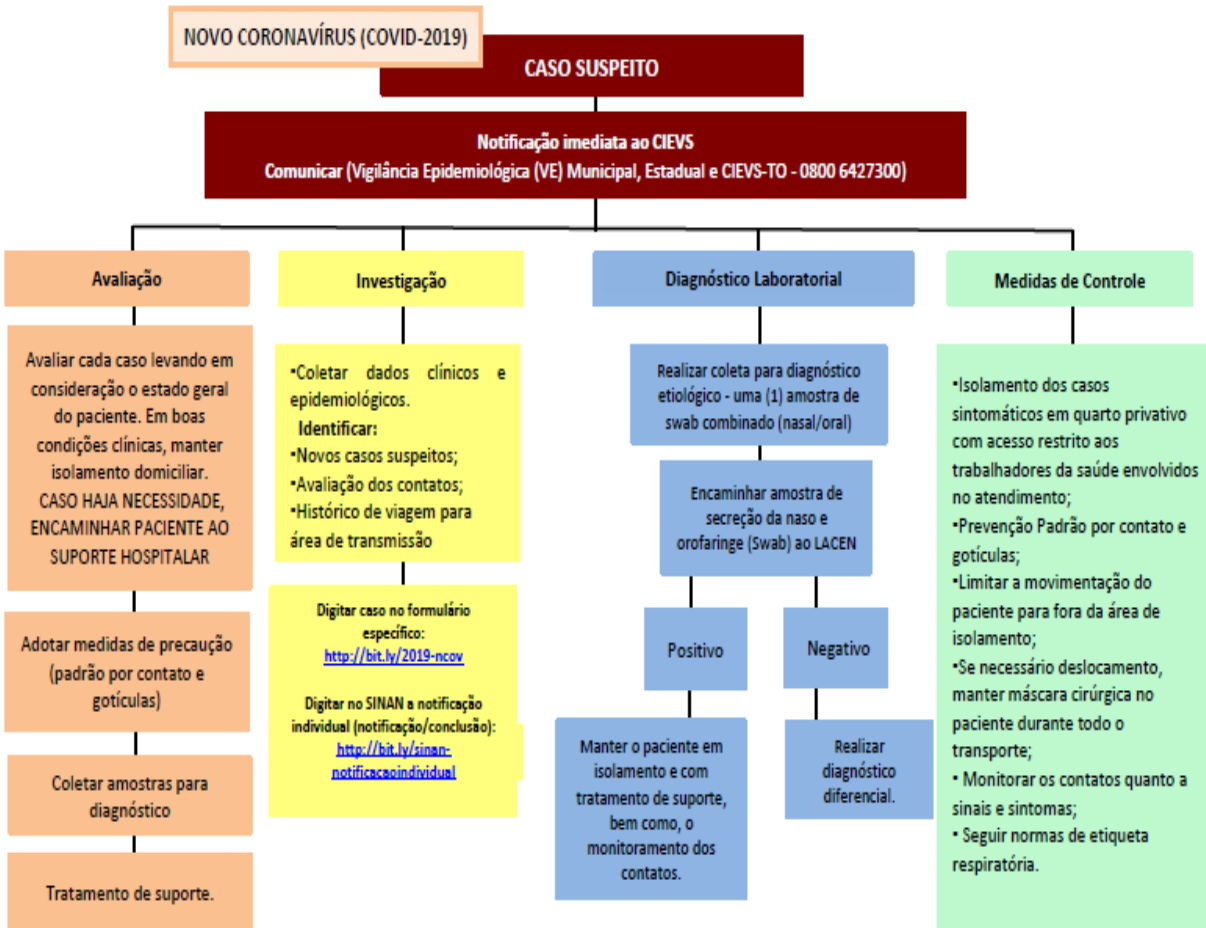 NOVO CORONAVÍRUS (COVID-2019)
CASO SUSPEITO
Notificação imediata ao CIEVS
Comunicar (Vigilância Epidemiológica (VE) Municipal, Estadual e CIEVS-TO - 0800 6427300)
Avaliação
Avaliar cada caso levando em
consideração o estado geral
do paciente. Em boas
condições clínicas, manter
isolamento domiciliar.
CASO HAJA NECESSIDADE,
ENCAMINHAR PACIENTE AO
SUPORTE HOSPITALAR
Adotar medidas de precaução
(padrão por contato e
gotículas)
Coletar amostras para
diagnóstico
Tratamento de suporte.
Investigação
•Coletar dados clínicos e
epidemiológicos.
Identificar:
•Novos casos suspeitos;
•Avaliação dos contatos;
•Histórico de viagem para
área de transmissão
Digitar caso no formulário
específico:
http://bit.ly/2019-ncov
Digitar no SINAN a notificação
individual (notificação/conclusão):
http://bit.ly/sinan-
notificacaoindividual
Diagnóstico Laboratorial
Realizar coleta para diagnóstico
etiológico - uma (1) amostra de
swab combinado (nasal/oral)
Encaminhar amostra de
secreção da naso e
orofaringe (Swab) ao LACEN
Positivo
Negativo
Manter o paciente em
isolamento e com
tratamento de suporte,
bem como, o
monitoramento dos
contatos.
Realizar
diagnóstico
diferencial.
Medidas de Controle
•Isolamento dos casos
sintomáticos em quarto privativo
com acesso restrito aos
trabalhadores da saúde envolvidos
no atendimento;
•Prevenção Padrão por contato e
gotículas;
•Limitar a movimentação do
paciente para fora da área de
isolamento;
•Se necessário deslocamento,
manter máscara cirúrgica no
paciente durante todo o
transporte;
• Monitorar os contatos quanto a
sinais e sintomas;
• Seguir normas de etiqueta
respiratória.